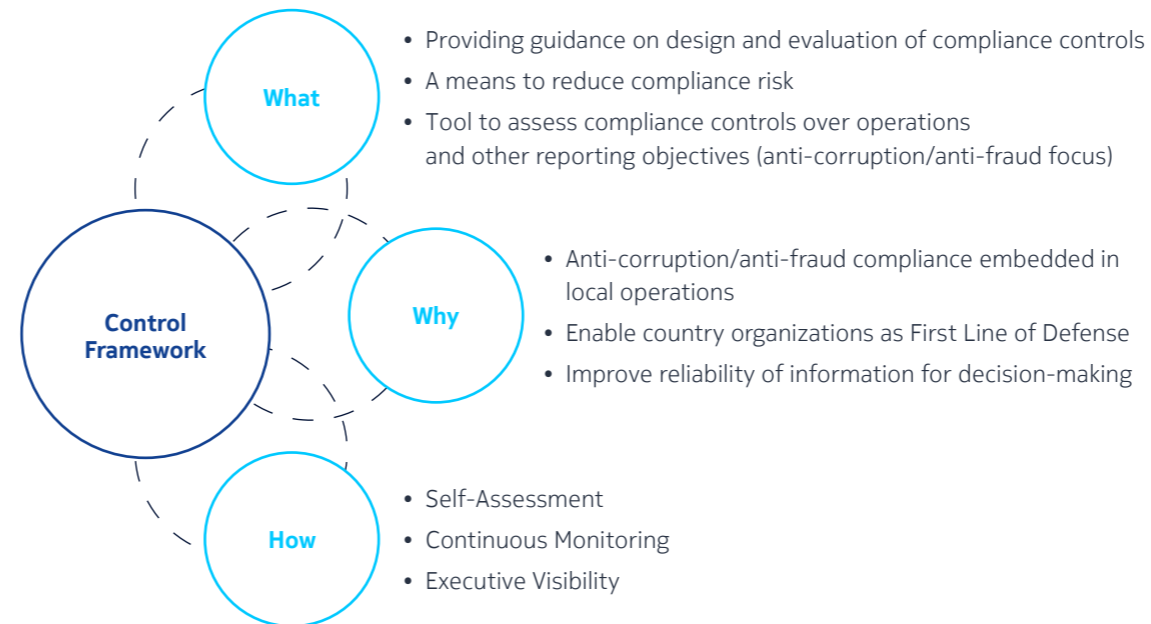 What
• Providing guidance on design and evaluation of compliance controls
• A means to reduce compliance risk
• Tool to assess compliance controls over operations
and other reporting objectives (anti-corruption/anti-fraud focus)
Control
Framework
Why
• Anti-corruption/anti-fraud compliance embedded in
local operations
• Enable country organizations as First Line of Defense
• Improve reliability of information for decision-making
How
• Self-Assessment
• Continuous Monitoring
• Executive Visibility